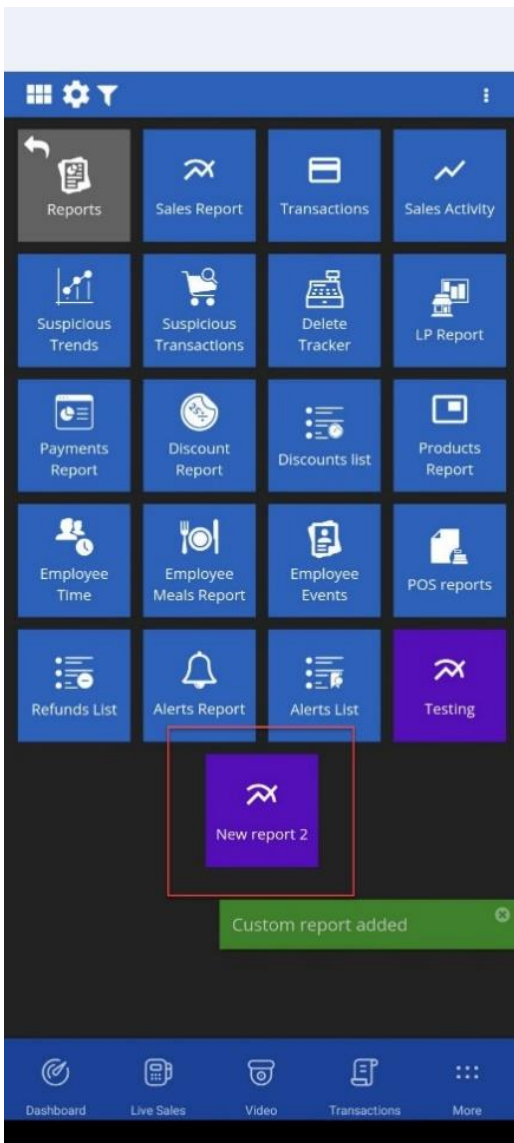 Reports
Sales Report
Transactions
Sales Activity
Suspicious
Trends
Suspicious
Transactions
Delete
Tracker
LP Report
Payments
Report
25%
Discount
Report
Discounts list
Products
Report
Employee
Time
Employee
Meals Report
Employee
Events
POS reports
Refunds List
Alerts Report
Alerts List
Testing
New report 2
Custom report added
Dashboard
Live Sales
Video
Transactions
More